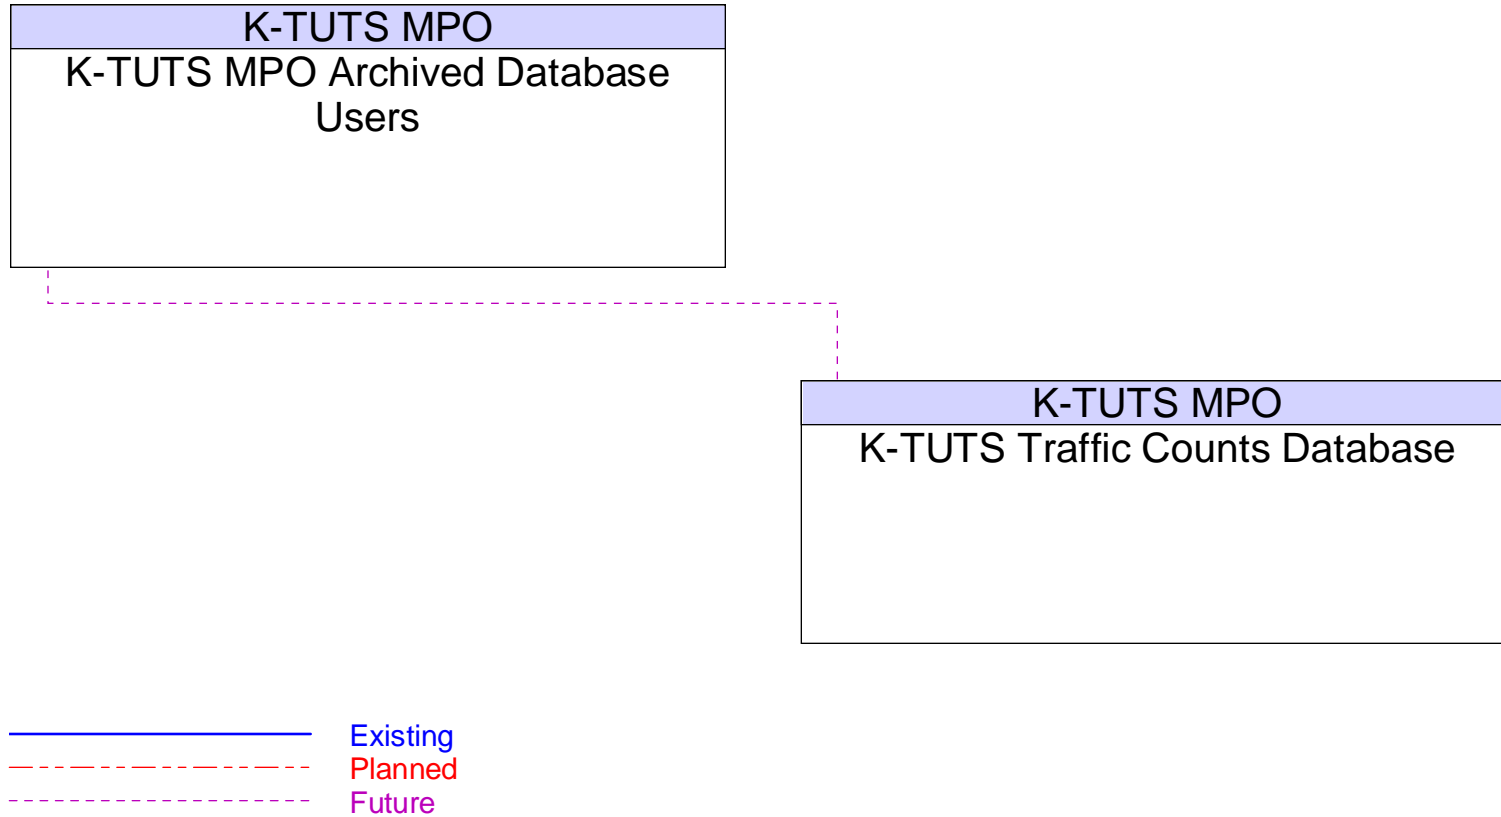 K-TUTS MPO
K-TUTS MPO Archived Database
Users
K-TUTS MPO
K-TUTS Traffic Counts Database
Existing
Planned
Future